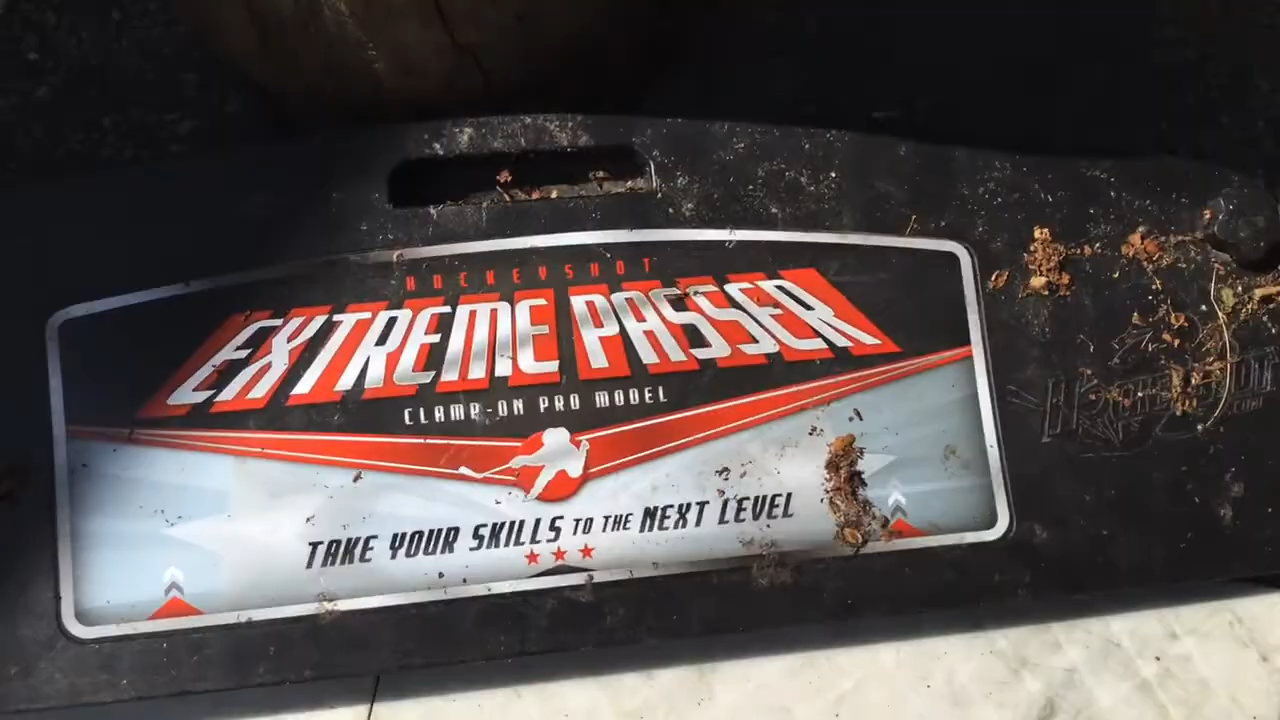 HOCKEYSHOT
EXTREME PASSER
CLAMP-ON PRO MODEL
TAKE YOUR SKILLS TO THE NEXT LEVEL